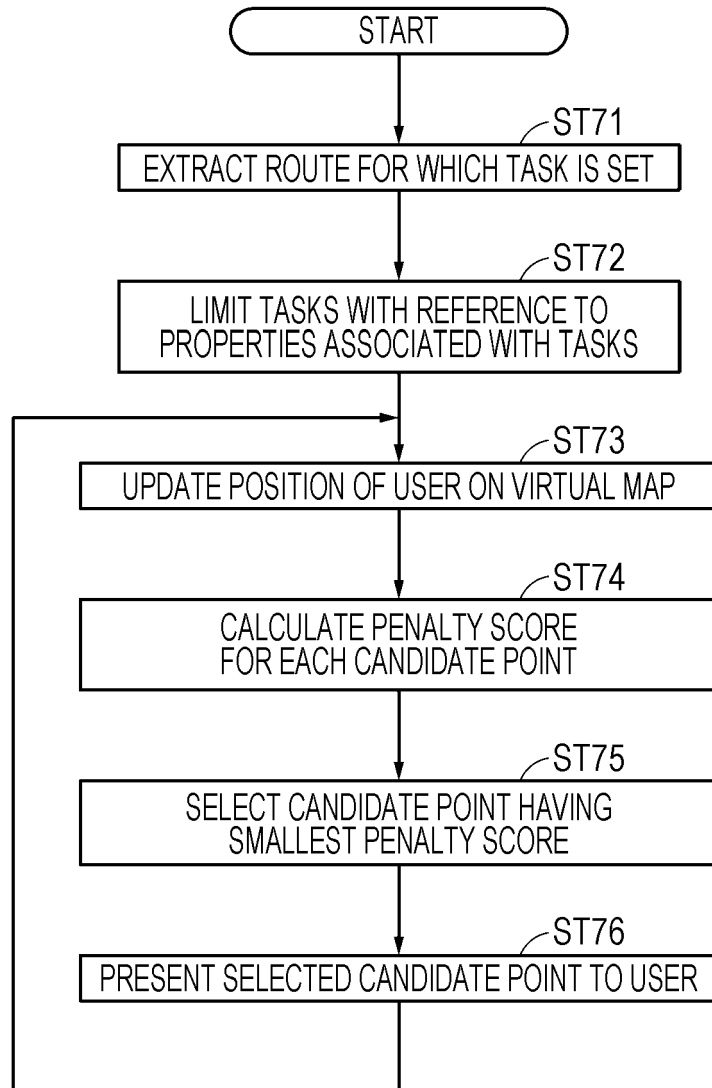 START
ST71
EXTRACT ROUTE FOR WHICH TASK IS SET
ST72
LIMIT TASKS WITH REFERENCE TO
PROPERTIES ASSOCIATED WITH TASKS
ST73
UPDATE POSITION OF USER ON VIRTUAL MAP
ST74
CALCULATE PENALTY SCORE
FOR EACH CANDIDATE POINT
ST75
SELECT CANDIDATE POINT HAVING
SMALLEST PENALTY SCORE
ST76
PRESENT SELECTED CANDIDATE POINT TO USER